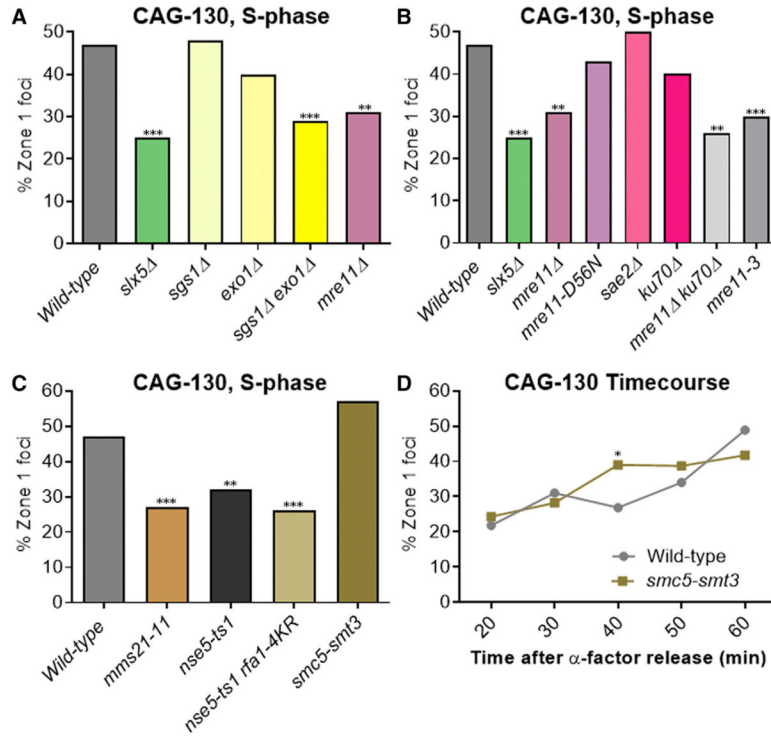 A
CAG-130, S-phase
% Zone 1 foci
50
40
30
20
10
0
***
***
**
Wild-type
slx5Δ
sgs1Δ
exo1Δ
sgs1Δ exo1Δ
mre11Δ
B
CAG-130, S-phase
% Zone 1 foci
50
40
30
20
10
0
***
**
**
***
Wild-type
slx5Δ
mre11Δ
mre11-D56N
sae2Δ
ku70Δ
mre11Δ ku70Δ
mre11-3
C
CAG-130, S-phase
% Zone 1 foci
60
50
40
30
20
10
0
***
**
***
Wild-type
mms21-11
nse5-ts1
nse5-ts1 rfa1-4KR
smc5-smt3
D
CAG-130 Timecourse
% Zone 1 foci
60
50
40
30
20
10
0
*
Wild-type
smc5-smt3
20 30 40 50 60
Time after α-factor release (min)